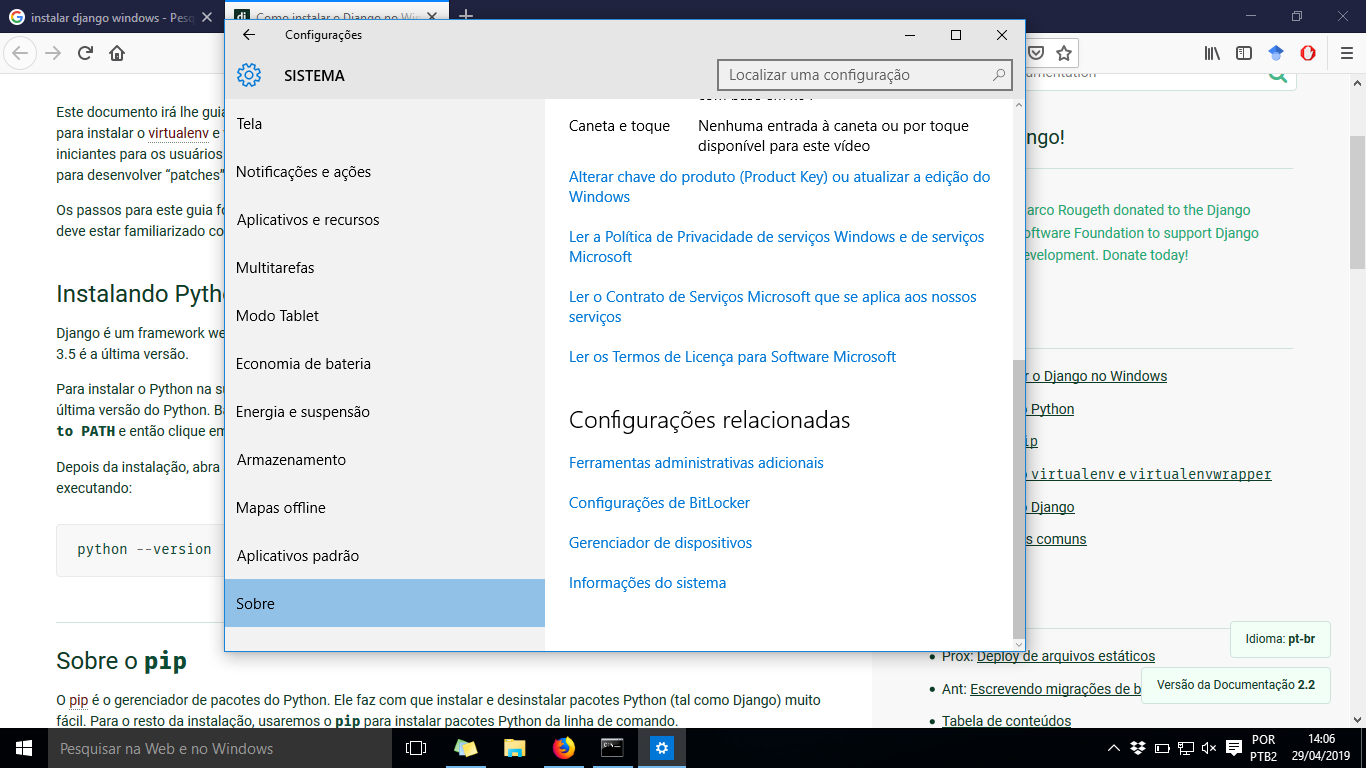 instalar django windows - Pesq
Como instalar o Django no Win
Configurações
SISTEMA
Localizar uma configuração
Tela
Notificações e ações
Aplicativos e recursos
Multitarefas
Modo Tablet
Economia de bateria
Energia e suspensão
Armazenamento
Mapas offline
Aplicativos padrão
Sobre
Caneta e toque
Nenhuma entrada à caneta ou por toque
disponível para este vídeo
Alterar chave do produto (Product Key) ou atualizar a edição do
Windows
Ler a Política de Privacidade de serviços Windows e de serviços
Microsoft
Ler o Contrato de Serviços Microsoft que se aplica aos nossos
serviços
Ler os Termos de Licença para Software Microsoft
Configurações relacionadas
Ferramentas administrativas adicionais
Configurações de BitLocker
Gerenciador de dispositivos
Informações do sistema
Este documento irá lhe guia
para instalar o virtualenv e
iniciantes para os usuários
para desenvolver “patches”
Os passos para este guia fo
deve estar familiarizado co
Instalando Pytho
Django é um framework we
3.5 é a última versão.
Para instalar o Python na su
última versão do Python. Ba
to PATH e então clique em
Depois da instalação, abra
executando:
python --version
Sobre o pip
O pip é o gerenciador de pacotes do Python. Ele faz com que instalar e desinstalar pacotes Python (tal como Django) muito
fácil. Para o resto da instalação, usaremos o pip para instalar pacotes Python da linha de comando.
umentation
ngo!
arco Rougeth donated to the Django
oftware Foundation to support Django
evelopment. Donate today!
r o Django no Windows
o Python
ip
o virtualenv e virtualenvwrapper
o Django
s comuns
Idioma: pt-br
Próx: Deploy de arquivos estáticos
Ant: Escrevendo migrações de b
Versão da Documentação 2.2
Tabela de conteúdos
Pesquisar na Web e no Windows
POR
PTB2
14:06
29/04/2019